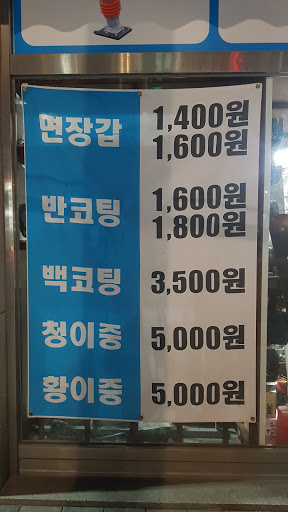 면장갑 1,400원
1,600원
반코팅 1,600원
1,800원
백코팅 3,500원
청이중 5,000원
황이중 5,000원